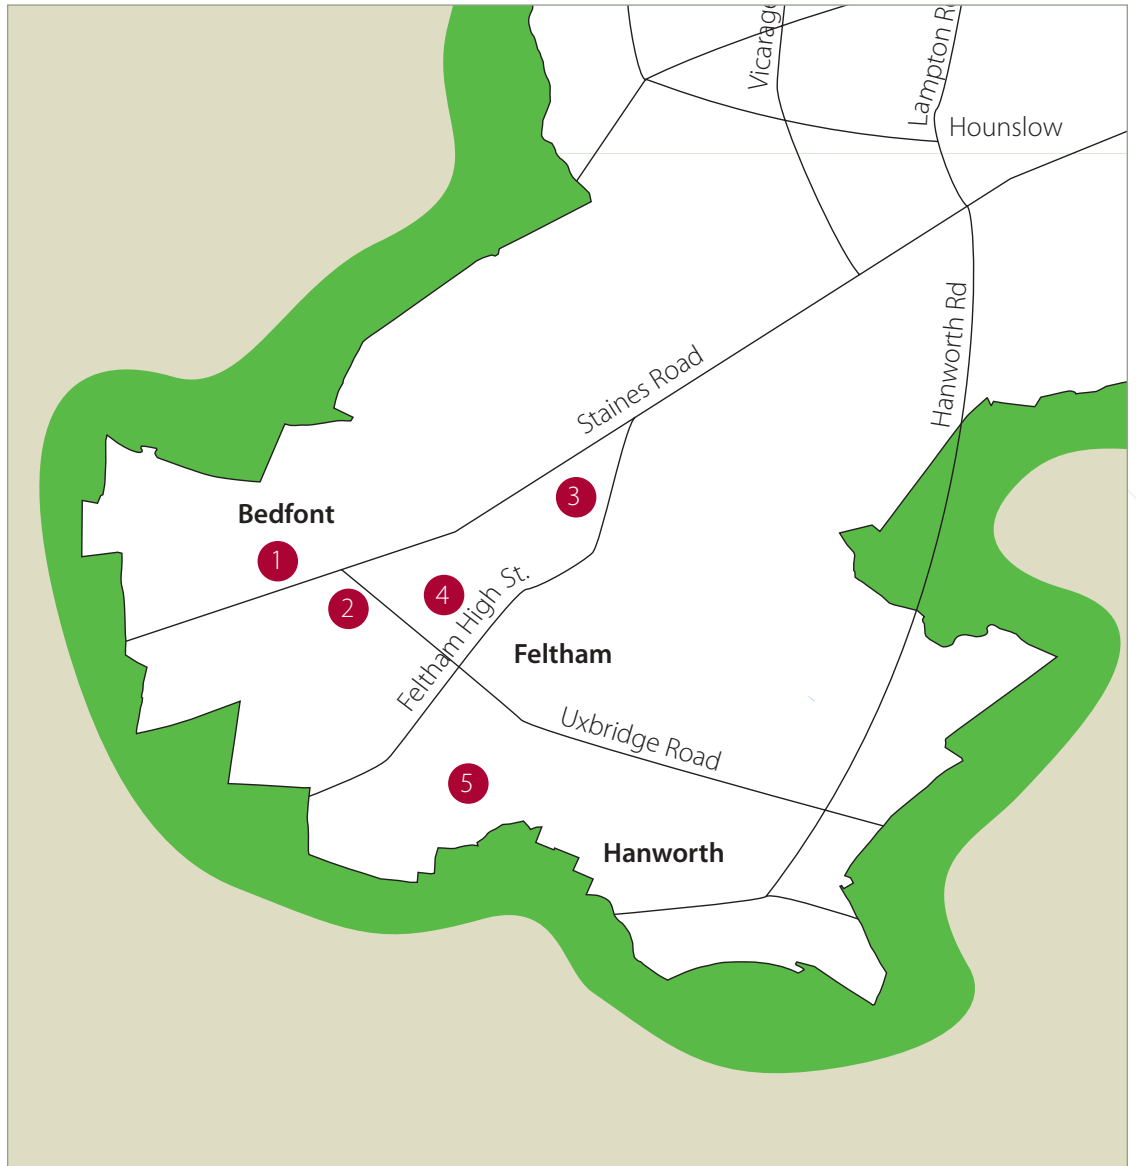 Vicarage
Lampton R
Hounslow
Hanworth Rd
Staines Road
3
Bedfont
1
2
4
Feltham High St.
Feltham
Uxbridge Road
5
Hanworth